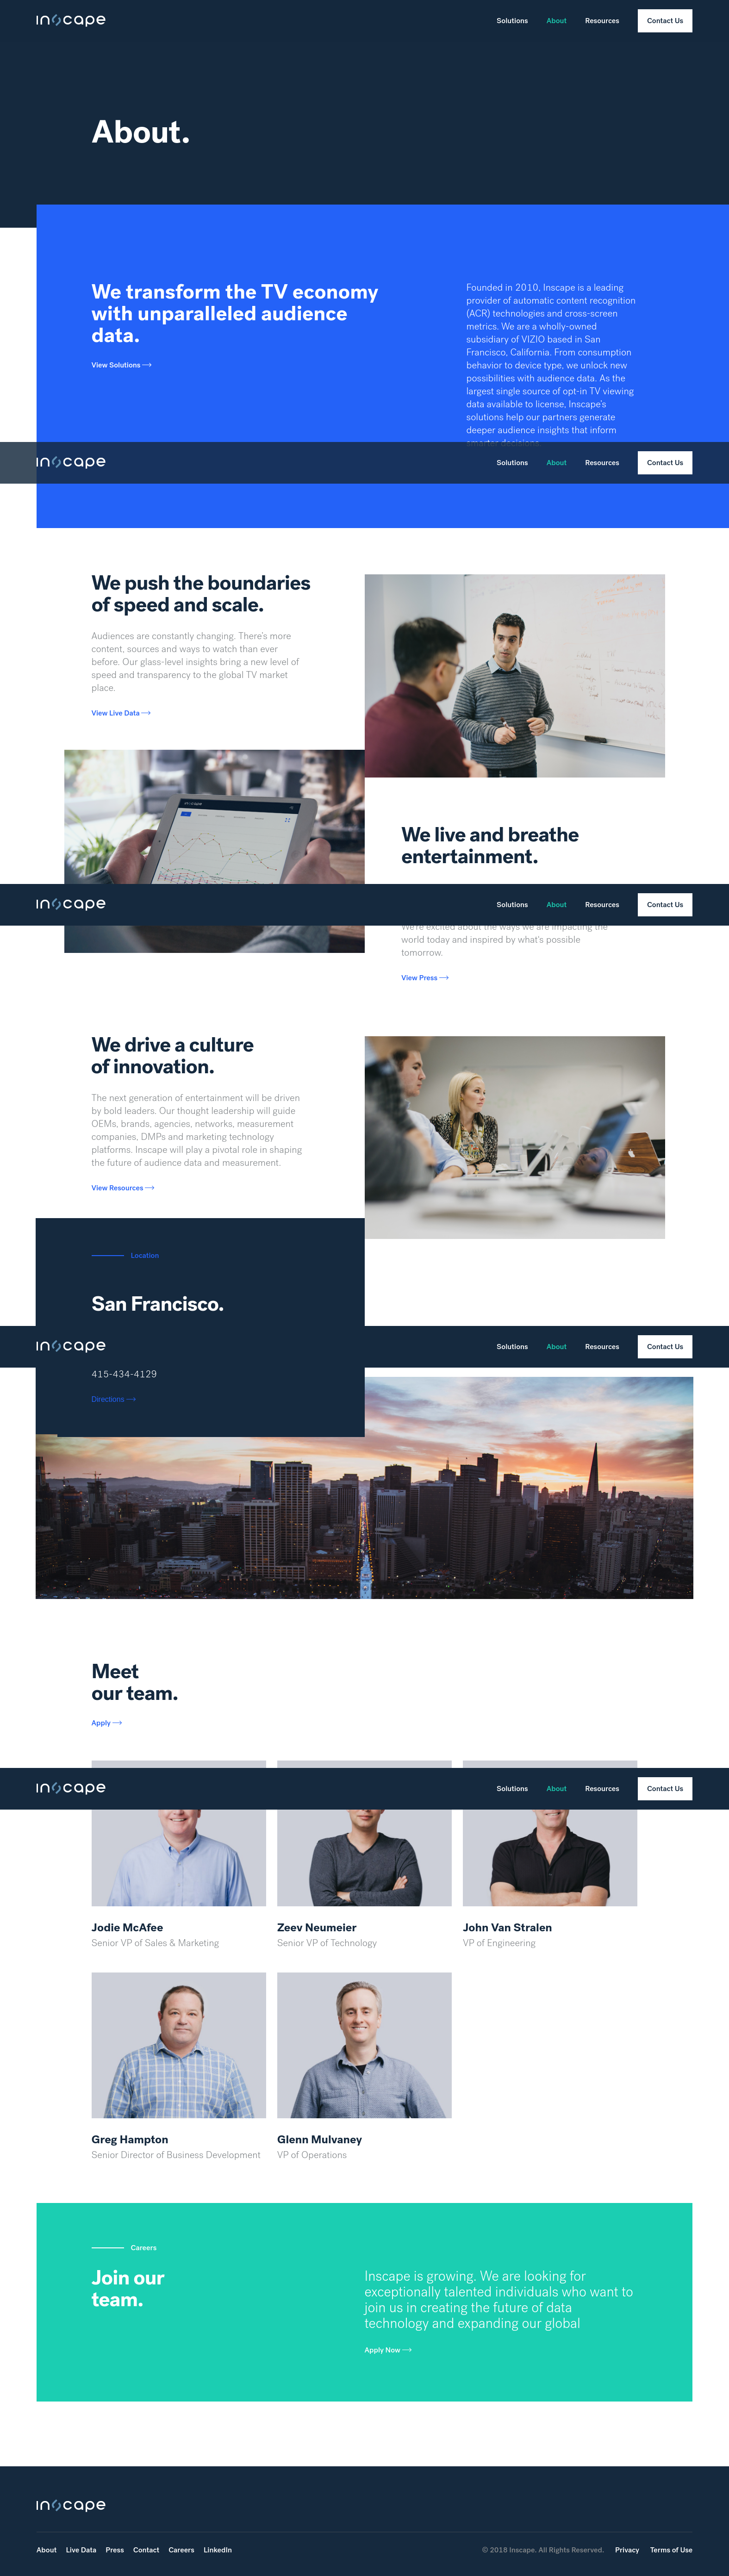 inscape
Solutions About Resources Contact Us
About.
We transform the TV economy
with unparalleled audience
data.
View Solutions
Founded in 2010, Inscape is a leading
provider of automatic content recognition
(ACR) technologies and cross-screen
metrics. We are a wholly-owned
subsidiary of VIZIO based in San
Francisco, California. From consumption
behavior to device type, we unlock new
possibilities with audience data. As the
largest single source of opt-in TV viewing
data available to license, Inscape's
solutions help our partners generate
deeper audience insights that inform
smarter decisions.
inscape
Solutions About Resources Contact Us
We push the boundaries
of speed and scale.
Audiences are constantly changing. There's more
content, sources and ways to watch than ever
before. Our glass-level insights bring a new level of
speed and transparency to the global TV market
place.
View Live Data
inscape
We live and breathe
entertainment.
inscape
Solutions About Resources Contact Us
We're excited about the ways we are impacting the
world today and inspired by what's possible
tomorrow.
View Press
We drive a culture
of innovation.
The next generation of entertainment will be driven
by bold leaders. Our thought leadership will guide
OEMs, brands, agencies, networks, measurement
companies, DMPs and marketing technology
platforms. Inscape will play a pivotal role in shaping
the future of audience data and measurement.
View Resources
Location
San Francisco.
inscape
Solutions About Resources Contact Us
415-434-4129
Directions
Meet
our team.
Apply
inscape
Solutions About Resources Contact Us
Jodie McAfee
Senior VP of Sales & Marketing
Zeev Neumeier
Senior VP of Technology
John Van Stralen
VP of Engineering
Greg Hampton
Senior Director of Business Development
Glenn Mulvaney
VP of Operations
Careers
Join our
team.
Inscape is growing. We are looking for
exceptionally talented individuals who want to
join us in creating the future of data
technology and expanding our global
Apply Now
inscape
About Live Data Press Contact Careers LinkedIn
© 2018 Inscape. All Rights Reserved. Privacy Terms of Use